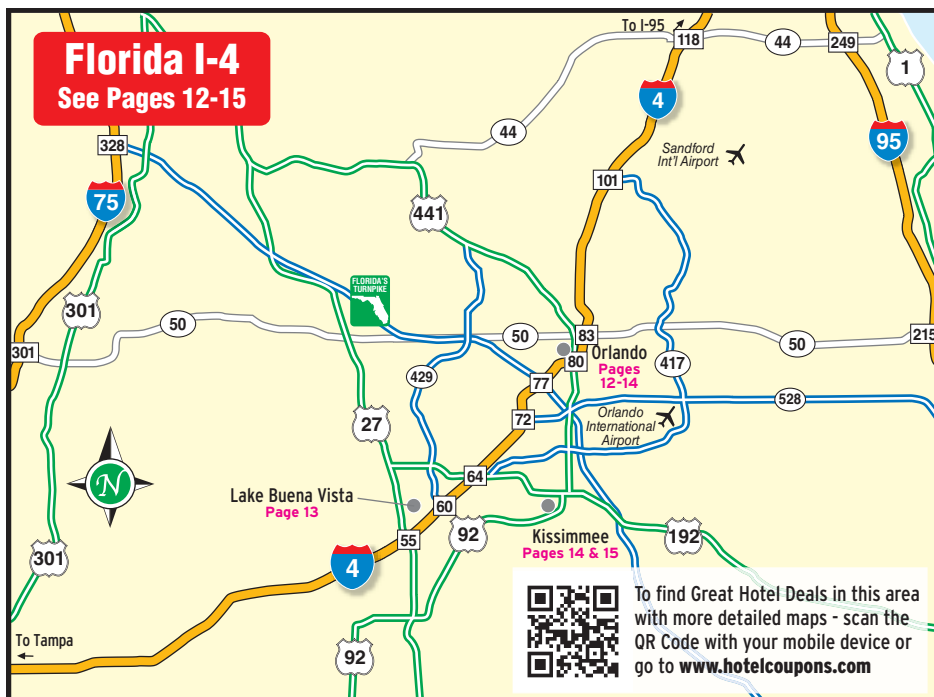 Florida I-4
See Pages 12-15
To I-95
118
44
249
1
4
95
328
44
Sandford
Int'l Airport
101
75
441
FLORIDA'S
TURNPIKE
301
50
50
83
50
215
301
80
Orlando
Pages
12-14
417
429
77
528
72
27
Orlando
International
Airport
N
64
Lake Buena Vista
Page 13
60
55
92
Kissimmee
Pages 14 & 15
192
301
4
To find Great Hotel Deals in this area
with more detailed maps - scan the
QR Code with your mobile device or
go to www.hotelcoupons.com
To Tampa
92